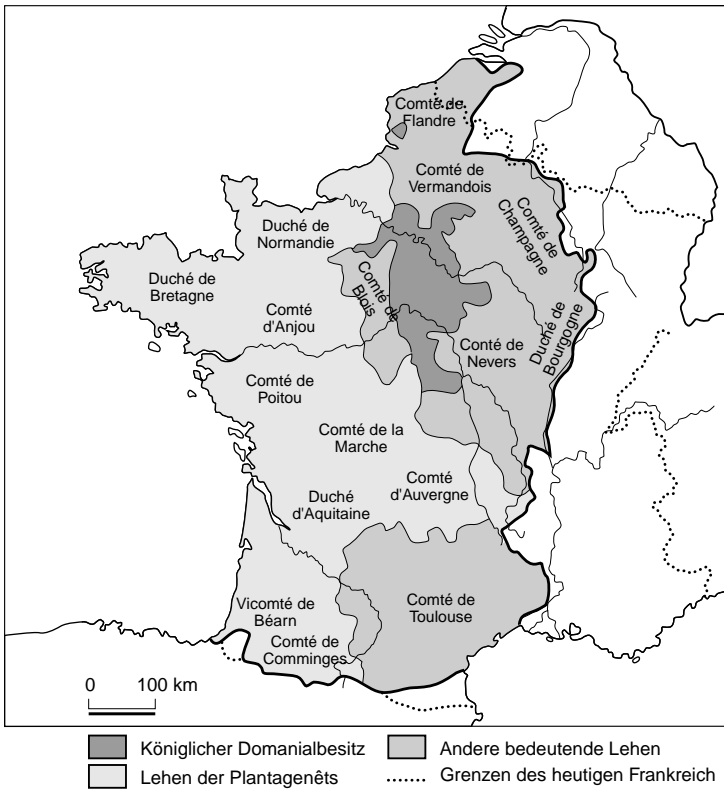 Comté de
Flandre
Comté de
Vermandois
Comté de
Champagne
Duché de
Normandie
Duché de
Bretagne
Comté de
Blois
Comté
d'Anjou
Conté de
Nevers
Duché de
Bourgogne
Comté de
Poitou
Comté de la
Marche
Comté
d'Auvergne
Duché
d'Aquitaine
Vicomté de
Béarn
Comté de
Toulouse
Comté de
Comminges
0 100 km
Königlicher Domanialbesitz
Andere bedeutende Lehen
Lehen der Plantagenêts
Grenzen des heutigen Frankreich